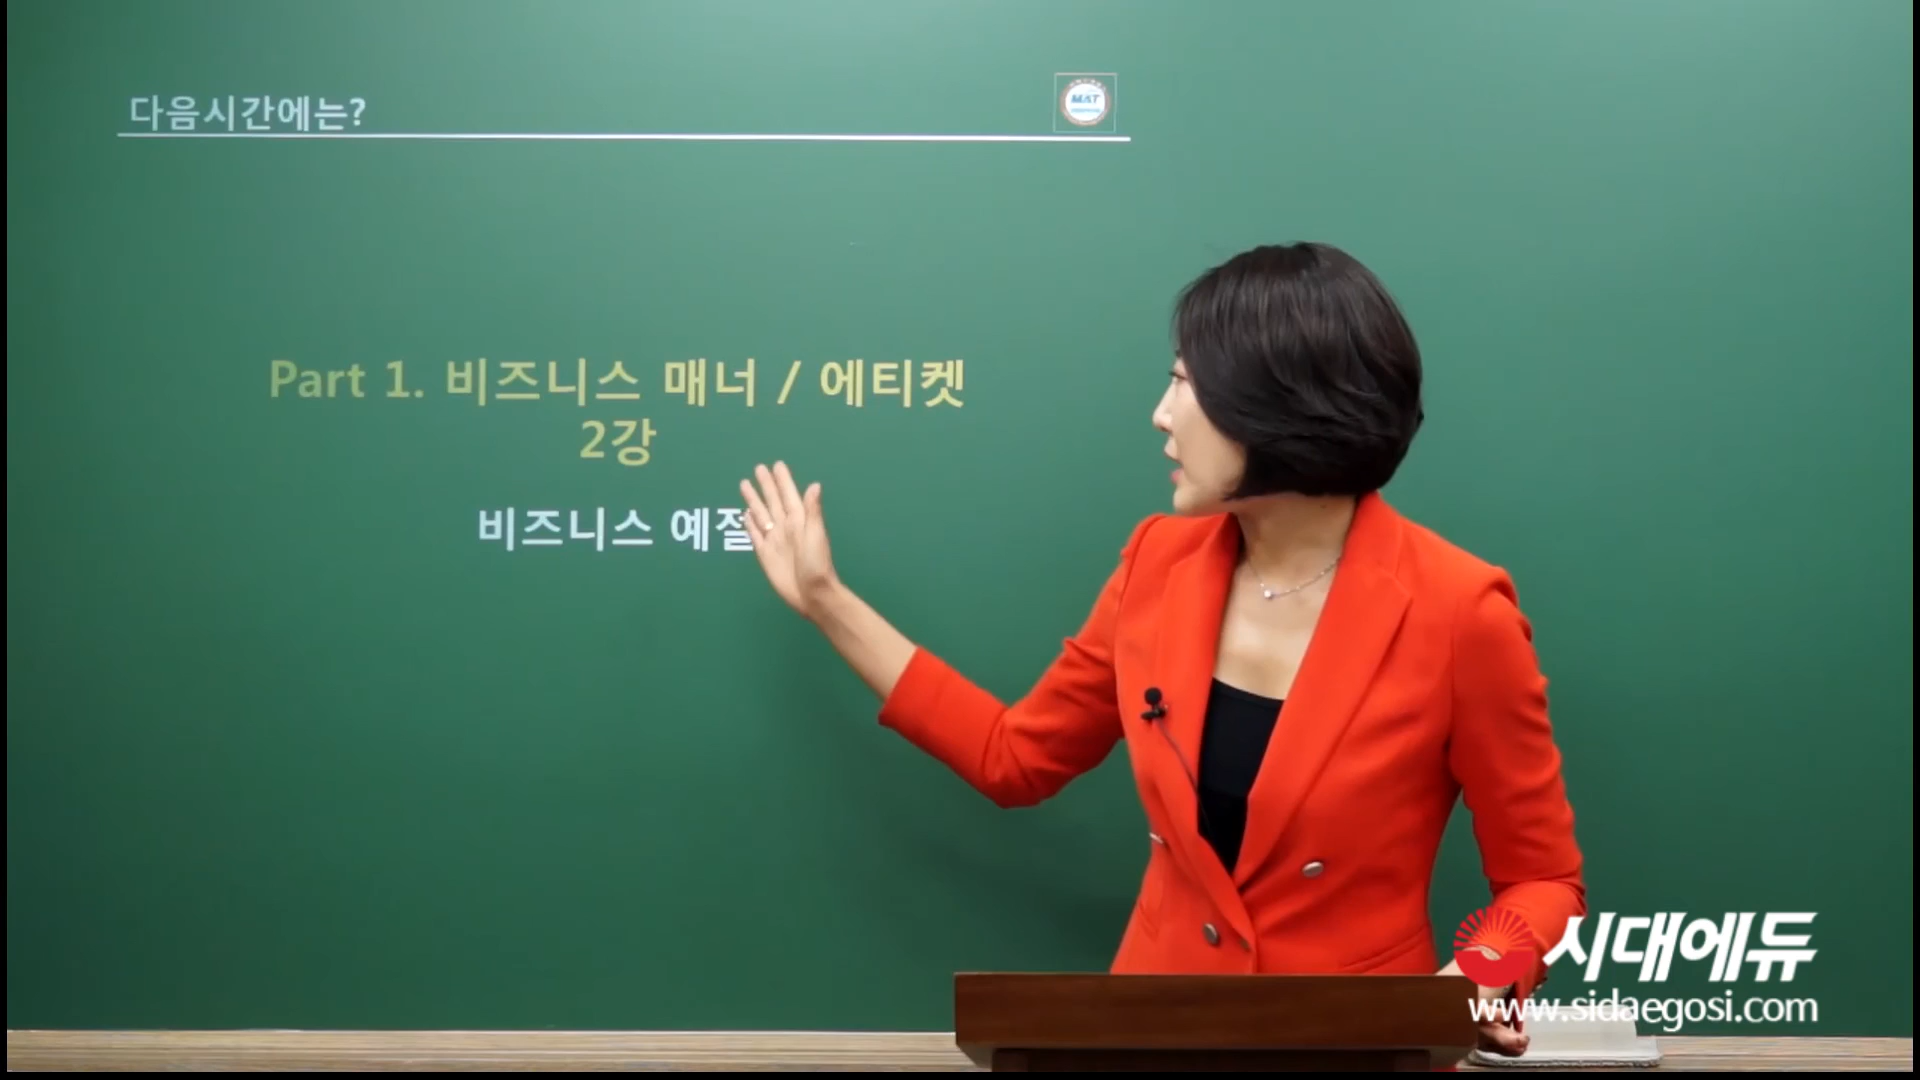 다음시간에는?
MAT
Part 1. 비즈니스 매너 / 에티켓
2강
비즈니스 예절
시대에듀
www.sidaegosi.com